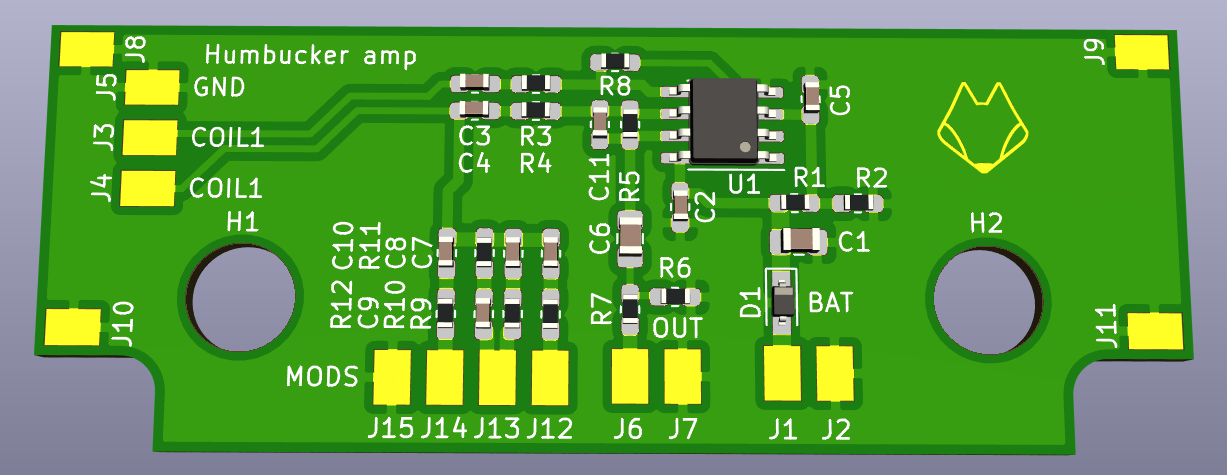 Humbucker amp
J8
J9
J5
GND
R8
C5
J3
COIL1
C3
R3
C4
R4
J4
COIL1
C11
R5
U1
R1
R2
C2
H1
H2
C10
R11
C8
C7
C6
C1
R6
R12
C9
R10
R9
R7
D1
BAT
OUT
J10
J11
MODS
J15
J14
J13
J12
J6
J7
J1
J2